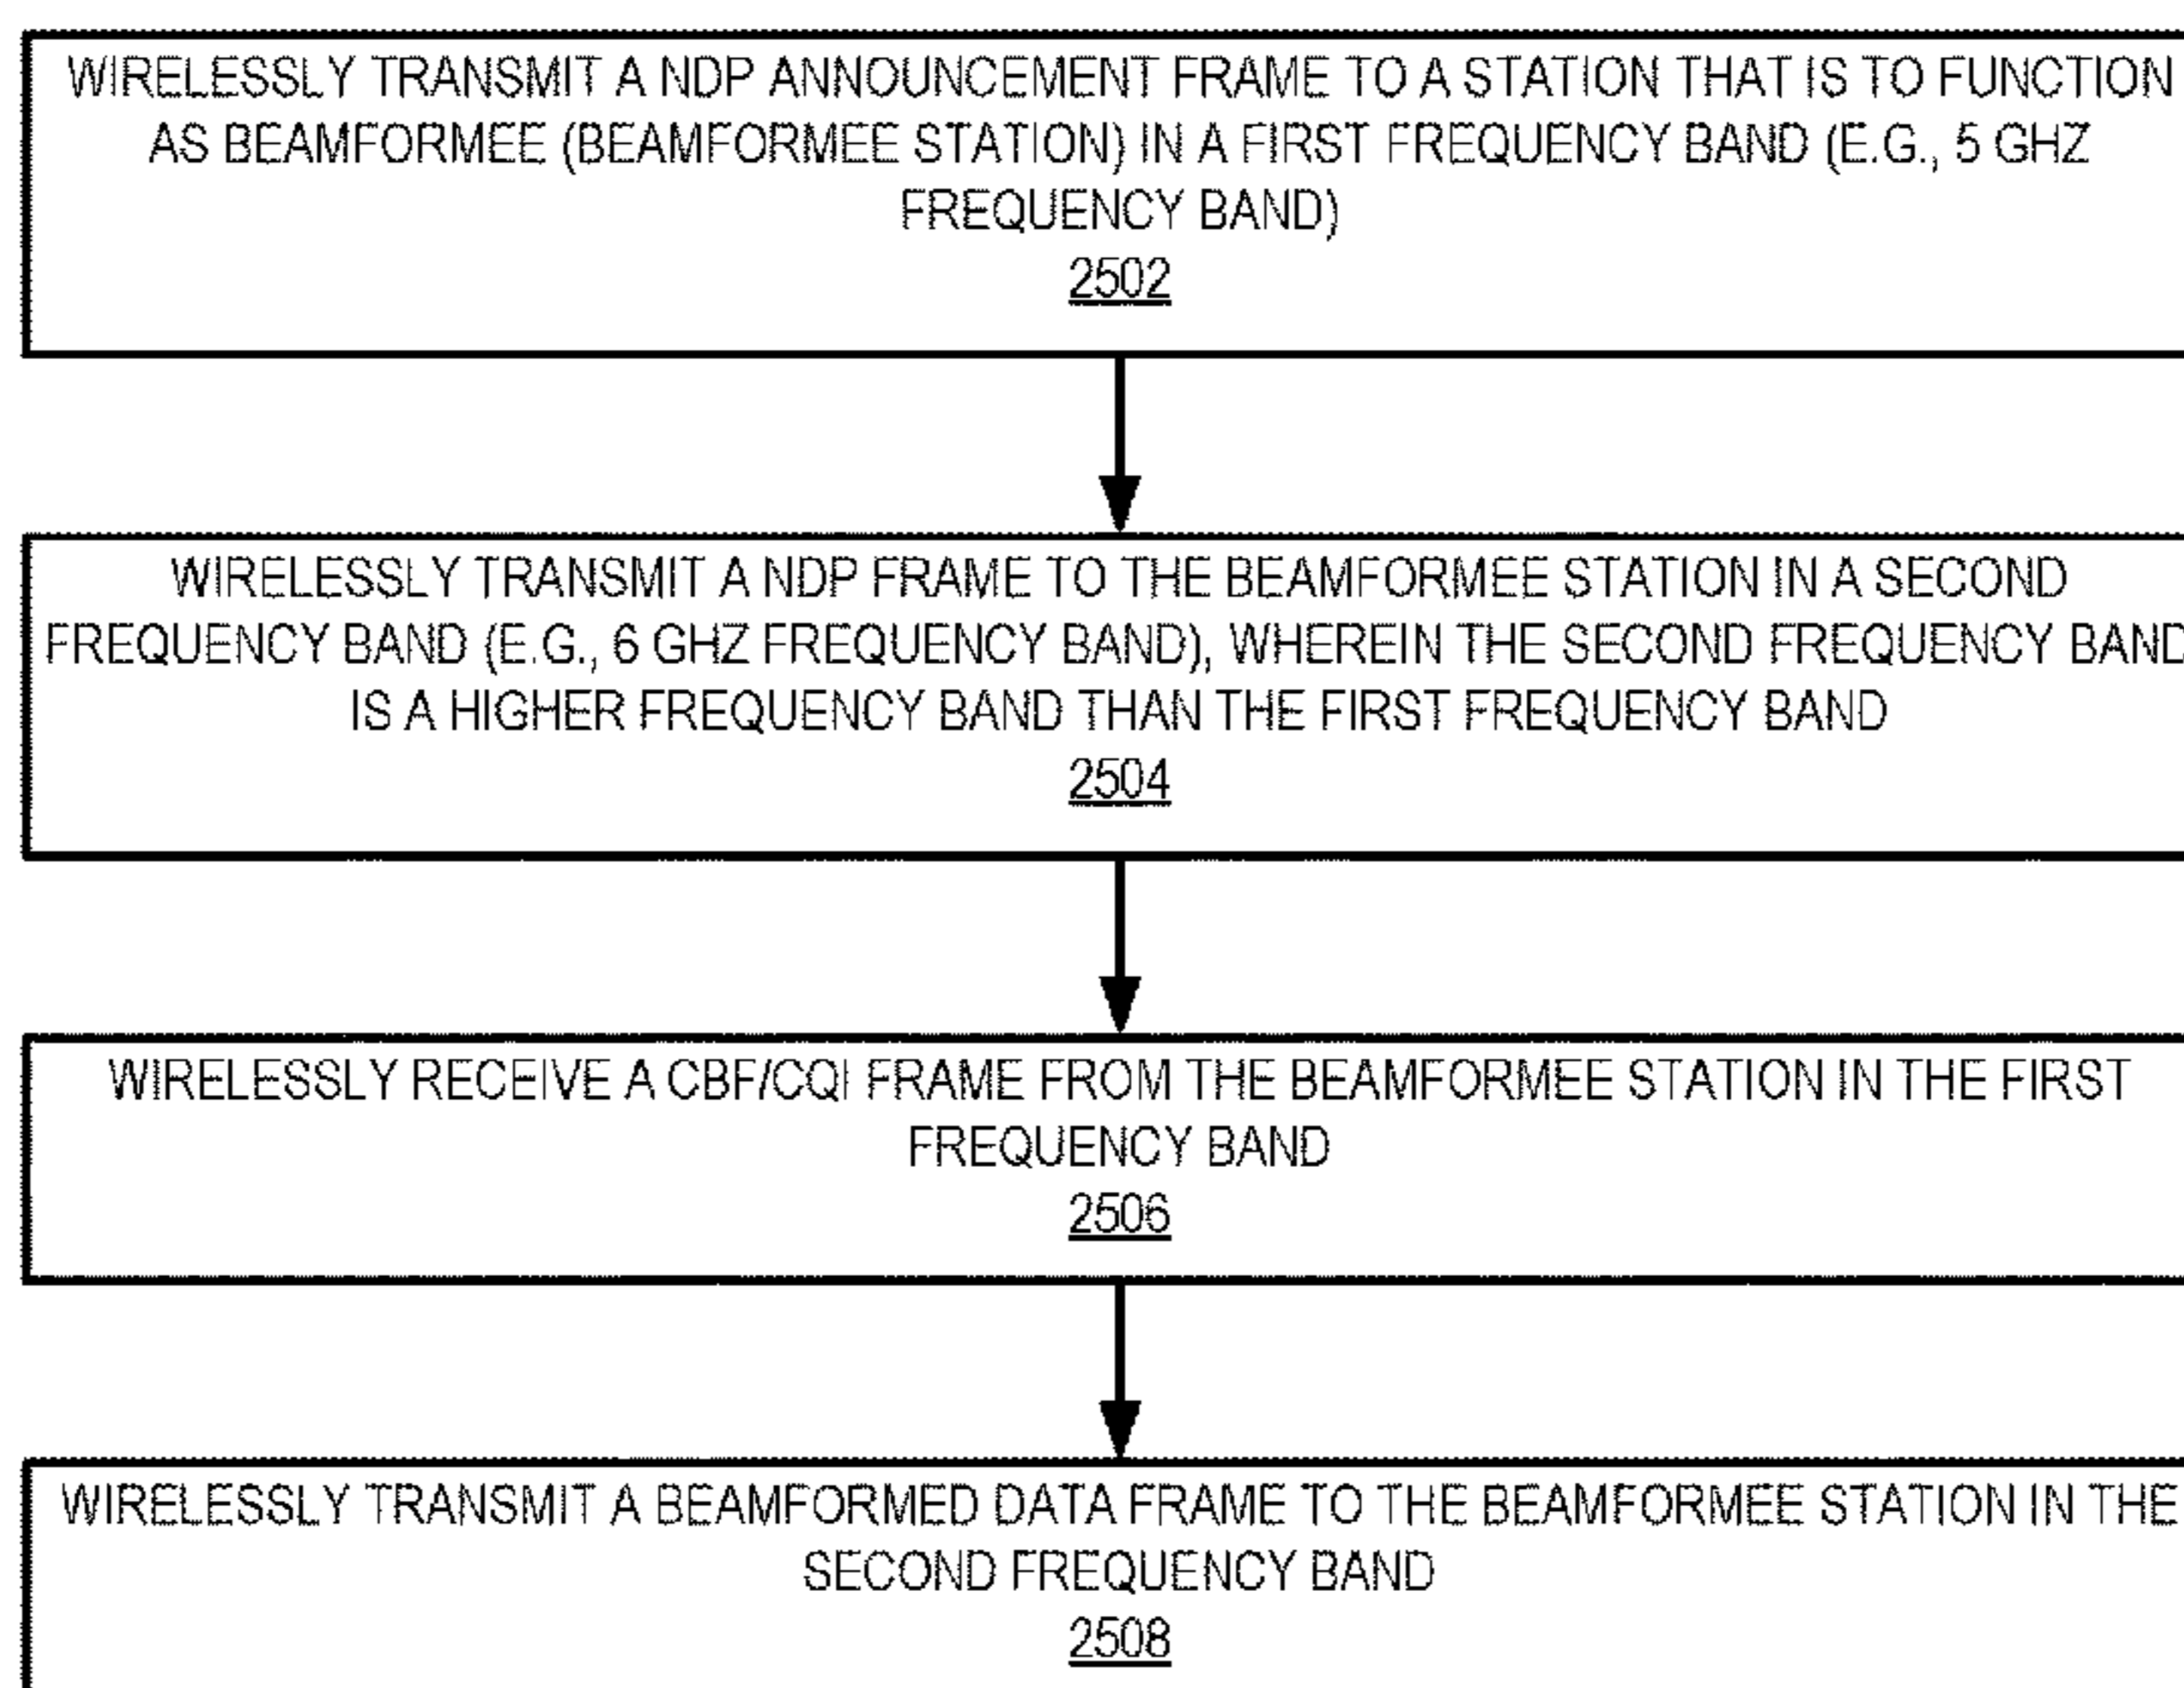 WIRELESSLY TRANSMIT A NDP ANNOUNCEMENT FRAME TO A STATION THAT IS TO FUNCTION
AS BEAMFORMEE (BEAMFORMEE STATION) IN A FIRST FREQUENCY BAND (E.G., 5 GHZ
FREQUENCY BAND)
2502
WIRELESSLY TRANSMIT A NDP FRAME TO THE BEAMFORMEE STATION IN A SECOND
FREQUENCY BAND (E.G., 6 GHZ FREQUENCY BAND), WHEREIN THE SECOND FREQUENCY BAND
IS A HIGHER FREQUENCY BAND THAN THE FIRST FREQUENCY BAND
2504
WIRELESSLY RECEIVE A CBF/CQI FRAME FROM THE BEAMFORMEE STATION IN THE FIRST
FREQUENCY BAND
2506
WIRELESSLY TRANSMIT A BEAMFORMED DATA FRAME TO THE BEAMFORMEE STATION IN THE
SECOND FREQUENCY BAND
2508